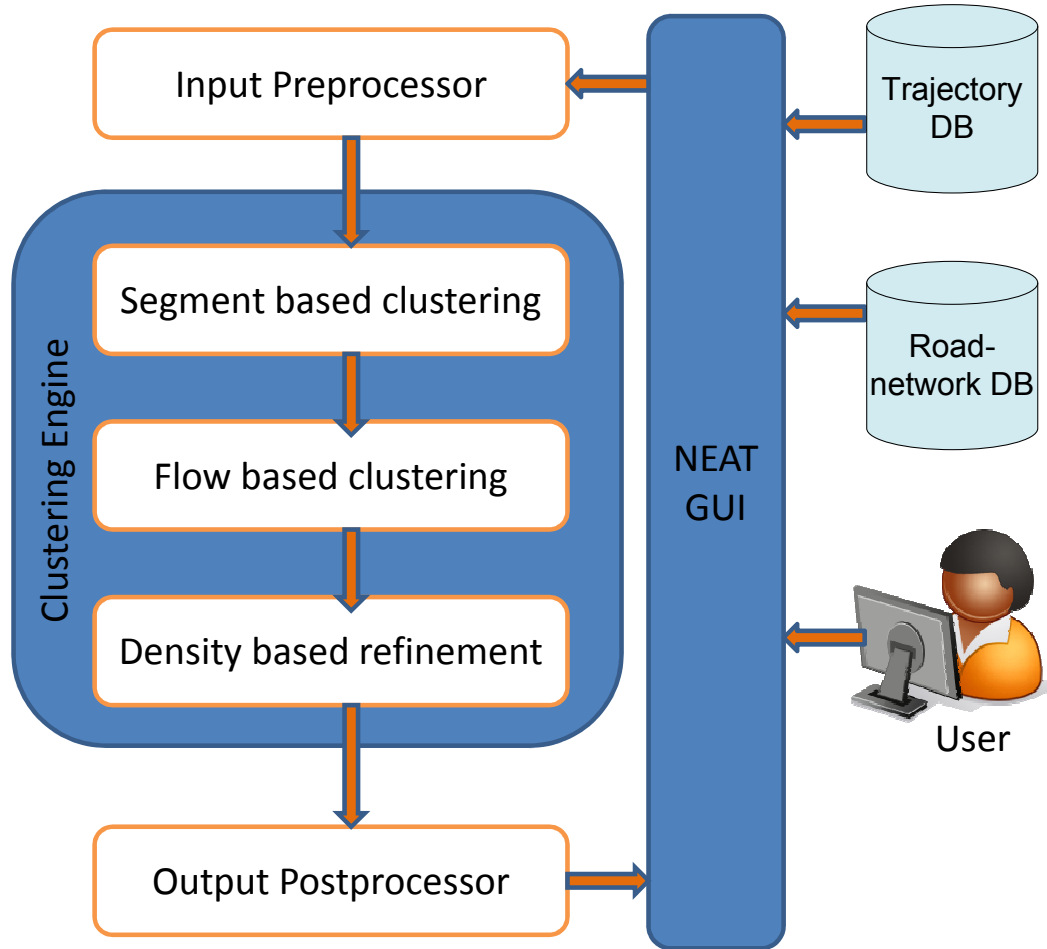 Input Preprocessor
Clustering Engine
Segment based clustering
Flow based clustering
Density based refinement
Output Postprocessor
NEAT
GUI
Trajectory
DB
Road-
network DB
User